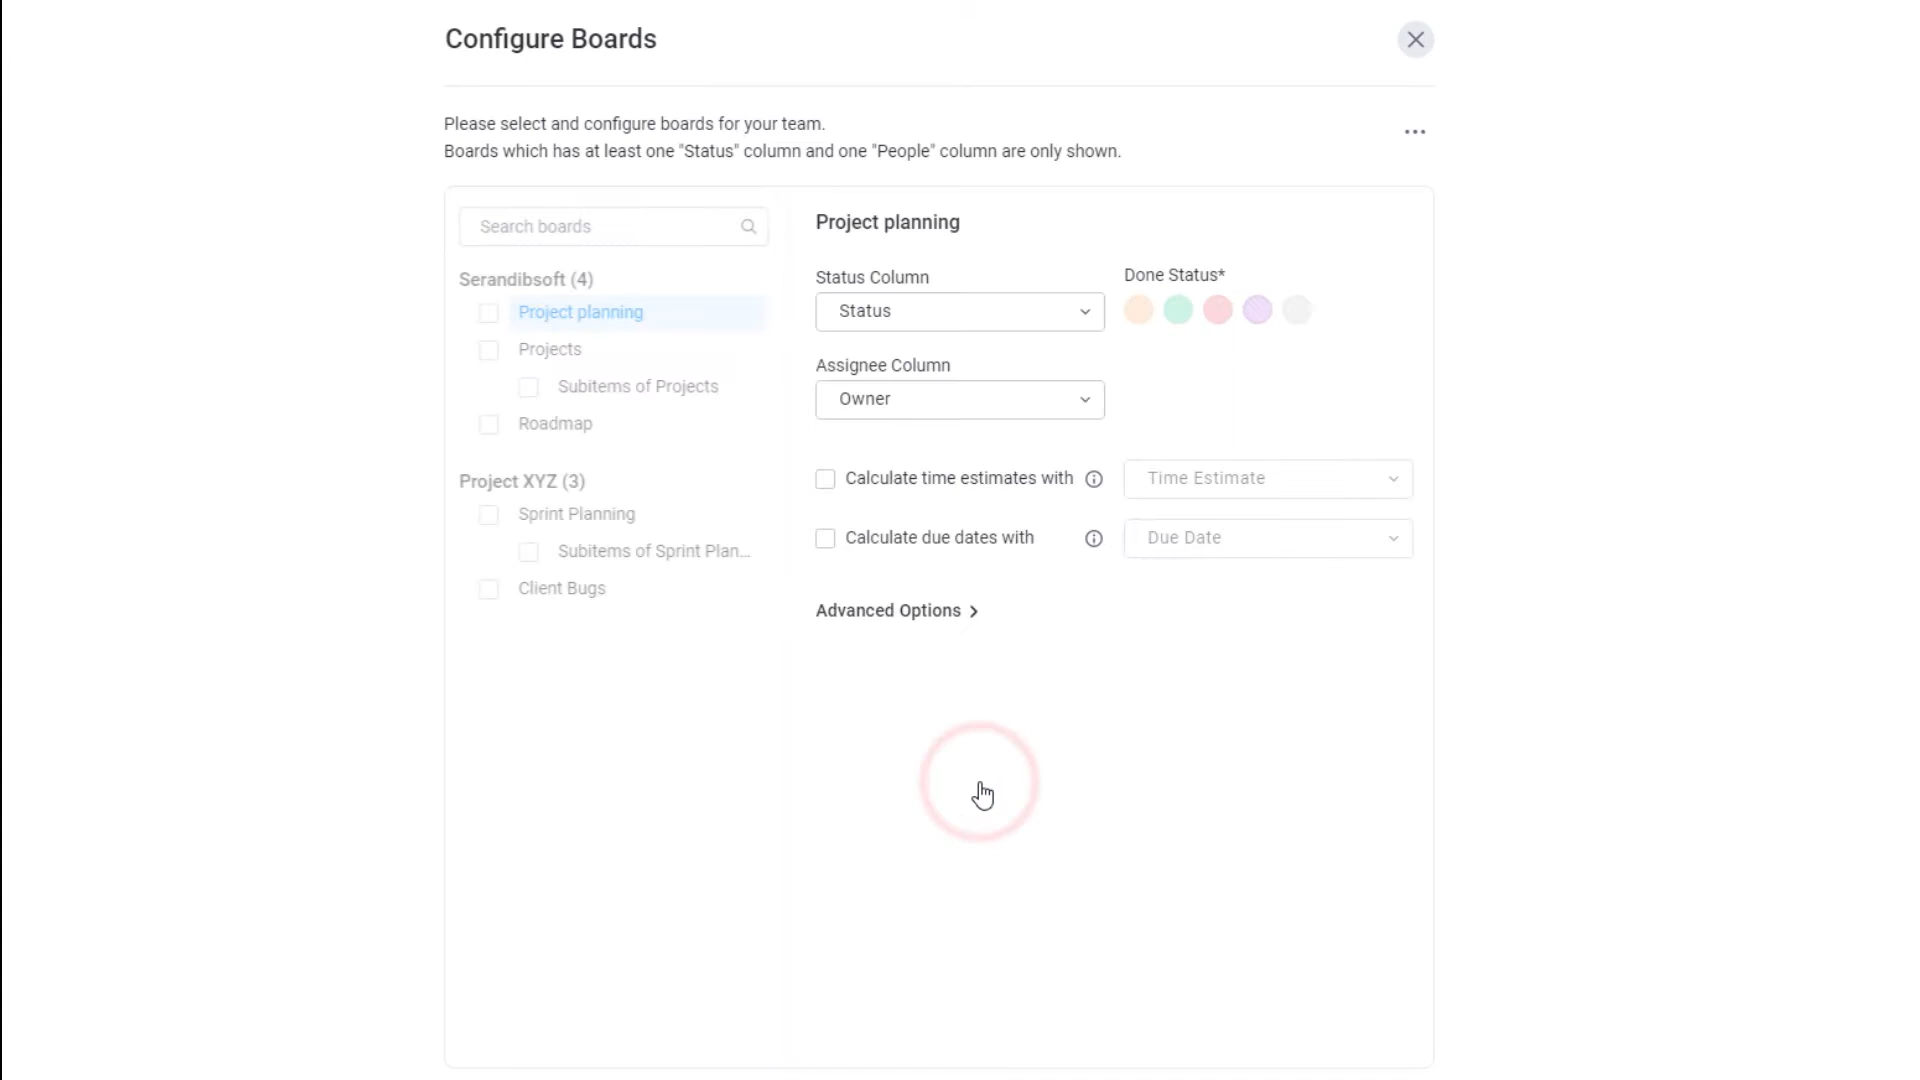 Configure Boards
Please select and configure boards for your team.
Boards which has at least one "Status" column and one "People" column are only shown.
Search boards
Serandibsoft (4)
Project planning
Projects
Subitems of Projects
Roadmap
Project XYZ (3)
Sprint Planning
Subitems of Sprint Plan...
Client Bugs
Project planning
Status Column
Done Status*
Status
Assignee Column
Owner
Calculate time estimates with
Time Estimate
Calculate due dates with
Due Date
Advanced Options